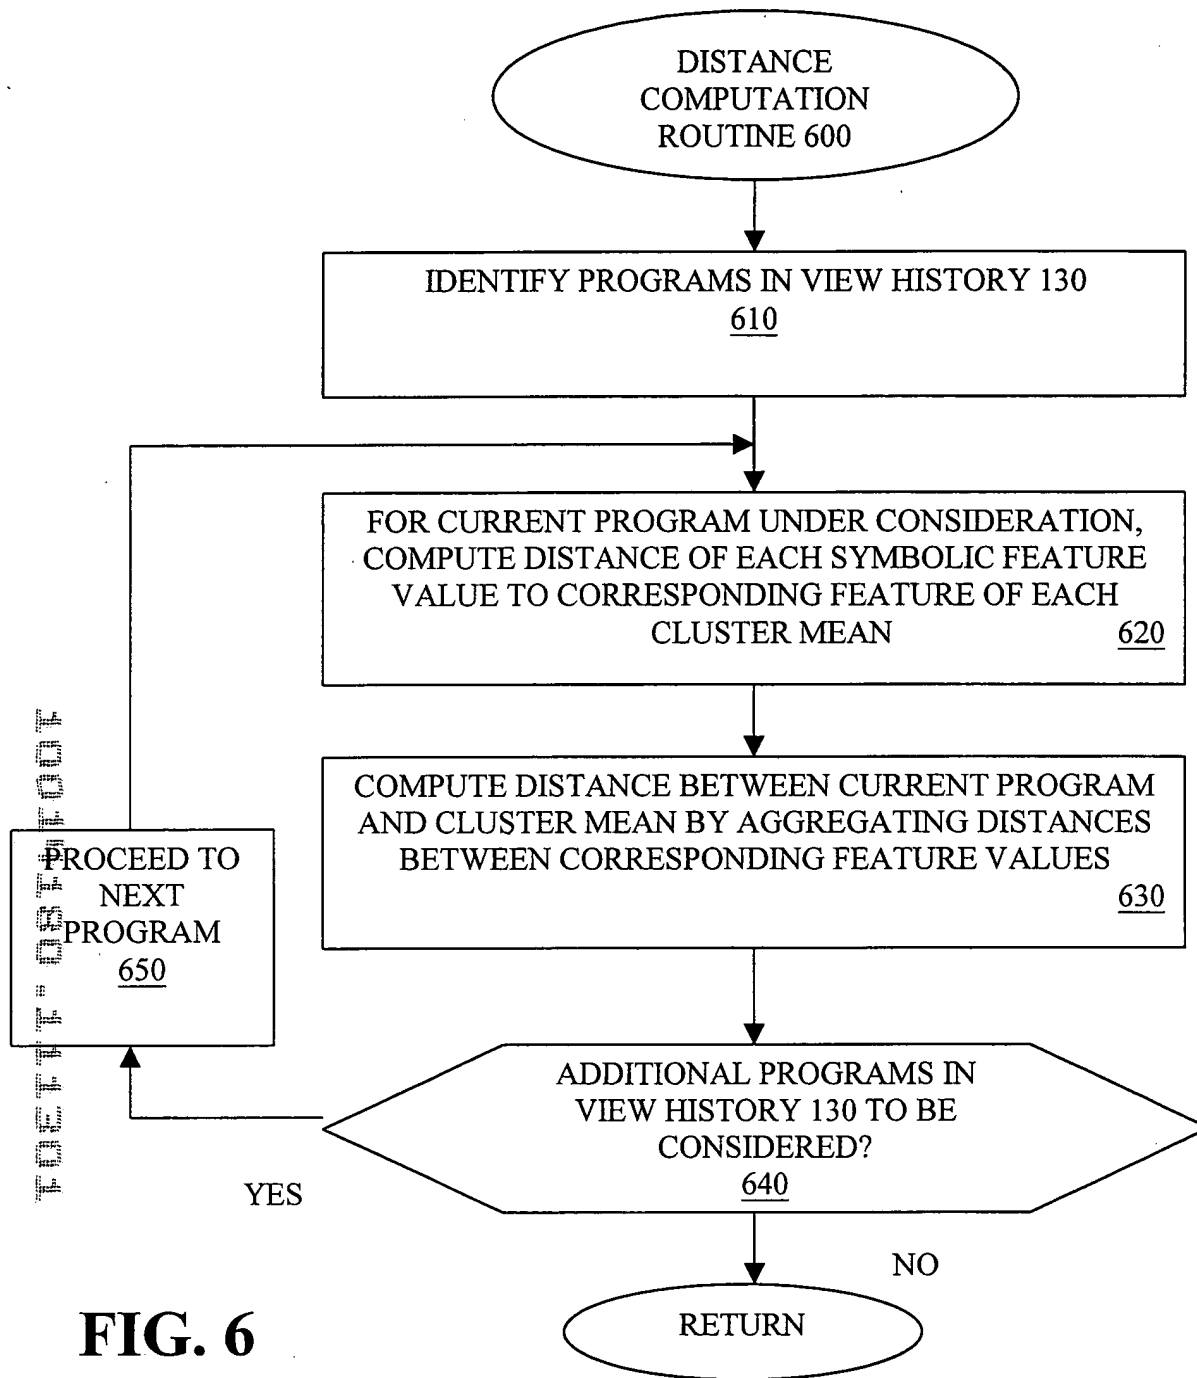 DISTANCE
COMPUTATION
ROUTINE 600
IDENTIFY PROGRAMS IN VIEW HISTORY 130
610
FOR CURRENT PROGRAM UNDER CONSIDERATION,
COMPUTE DISTANCE OF EACH SYMBOLIC FEATURE
VALUE TO CORRESPONDING FEATURE OF EACH
CLUSTER MEAN 620
COMPUTE DISTANCE BETWEEN CURRENT PROGRAM
AND CLUSTER MEAN BY AGGREGATING DISTANCES
BETWEEN CORRESPONDING FEATURE VALUES
630
PROCEED TO
NEXT
PROGRAM
650
ADDITIONAL PROGRAMS IN
VIEW HISTORY 130 TO BE
CONSIDERED?
640
YES
NO
RETURN
FIG. 6